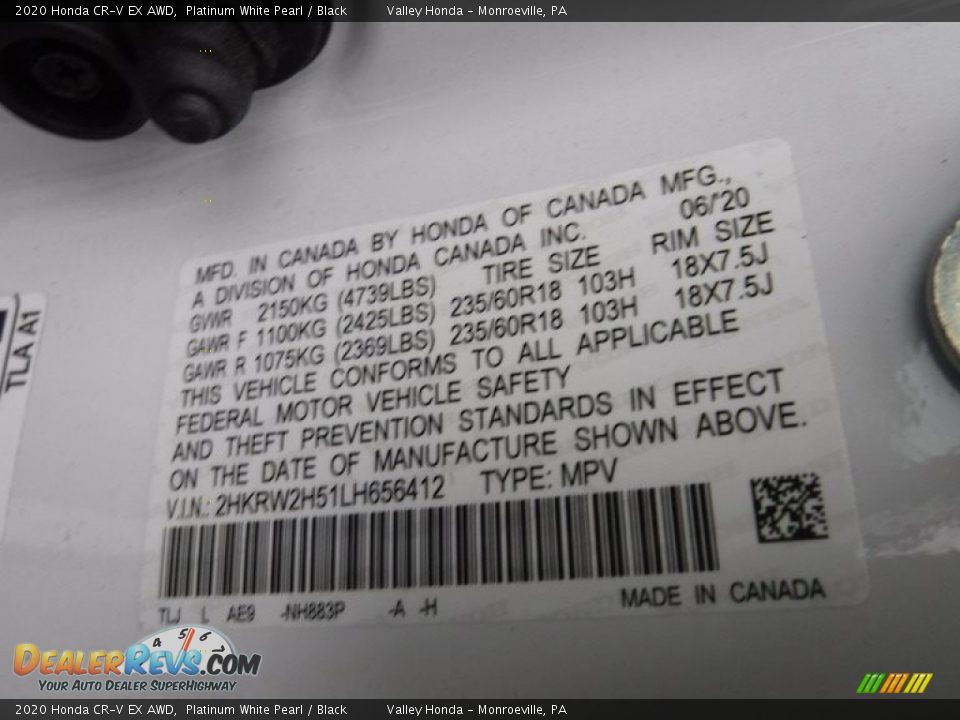 2020 Honda CR-V EX AWD, Platinum White Pearl / Black Valley Honda - Monroeville, PA
MFD. IN CANADA BY HONDA OF CANADA MFG.,
A DIVISION OF HONDA CANADA INC. 06/'20
GVWR 2150KG (4739LBS) TIRE SIZE RIM SIZE
GAWR F 1100KG (2425LBS) 235/60R18 103H 18X7.5J
GAWR R 1075KG (2369LBS) 235/60R18 103H 18X7.5J
THIS VEHICLE CONFORMS TO ALL APPLICABLE
FEDERAL MOTOR VEHICLE SAFETY
AND THEFT PREVENTION STANDARDS IN EFFECT
ON THE DATE OF MANUFACTURE SHOWN ABOVE.
V.I.N.: 2HKRW2H51LH656412 TYPE: MPV
TLJ L AE9 -NH883P -A -H MADE IN CANADA
TLA A1
4 5 6 7
DEALERREVS.COM
YOUR AUTO DEALER SUPERHIGHWAY
2020 Honda CR-V EX AWD, Platinum White Pearl / Black Valley Honda - Monroeville, PA